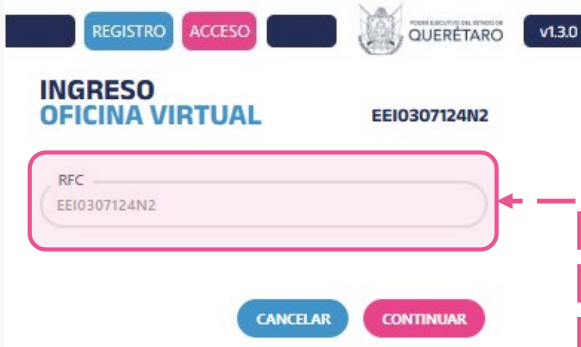 REGISTRO ACCESO PODER EJECUTIVO DEL ESTADO DE QUERÉTARO v1.3.0
INGRESO
OFICINA VIRTUAL EEI0307124N2
RFC
EEI0307124N2
CANCELAR CONTINUAR